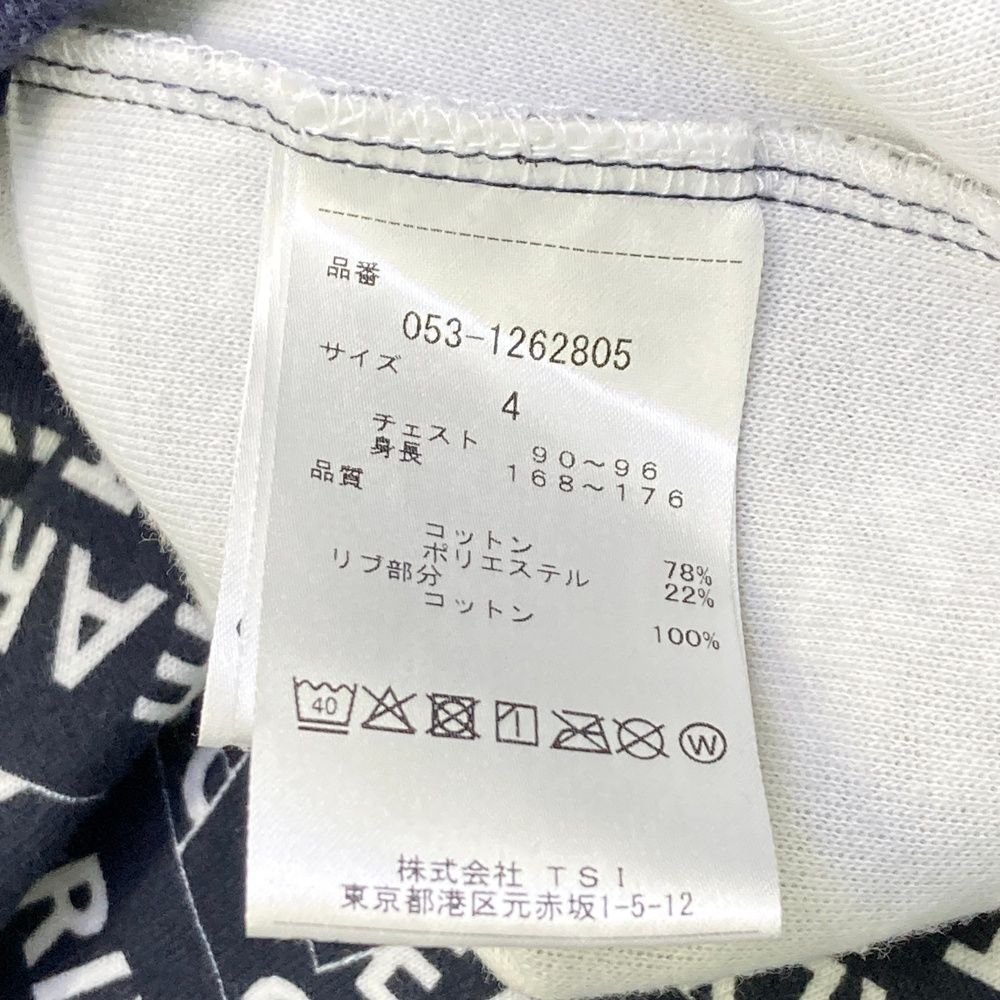 品番
053-1262805
サイズ
4
チェスト 90～96
身長 168～176
品質
コットン 78%
ポリエステル 22%
リブ部分
コットン 100%
40
W
株式会社 TSI
東京都港区元赤坂1-5-12